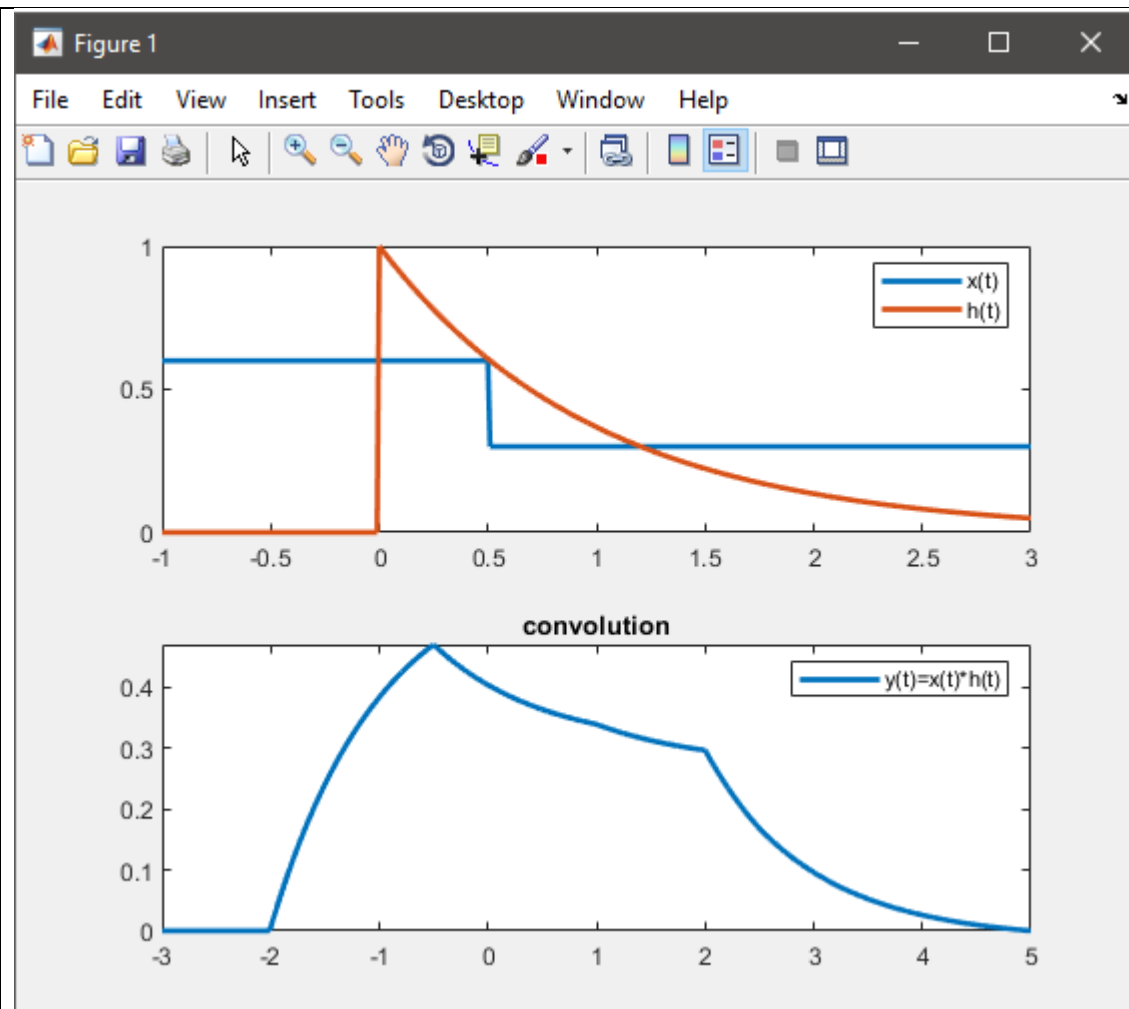 Figure 1
File Edit View Insert Tools Desktop Window Help
1
0.5
0
-1 -0.5 0 0.5 1 1.5 2 2.5 3
x(t)
h(t)
convolution
0.4
0.3
0.2
0.1
0
-3 -2 -1 0 1 2 3 4 5
y(t)=x(t)*h(t)